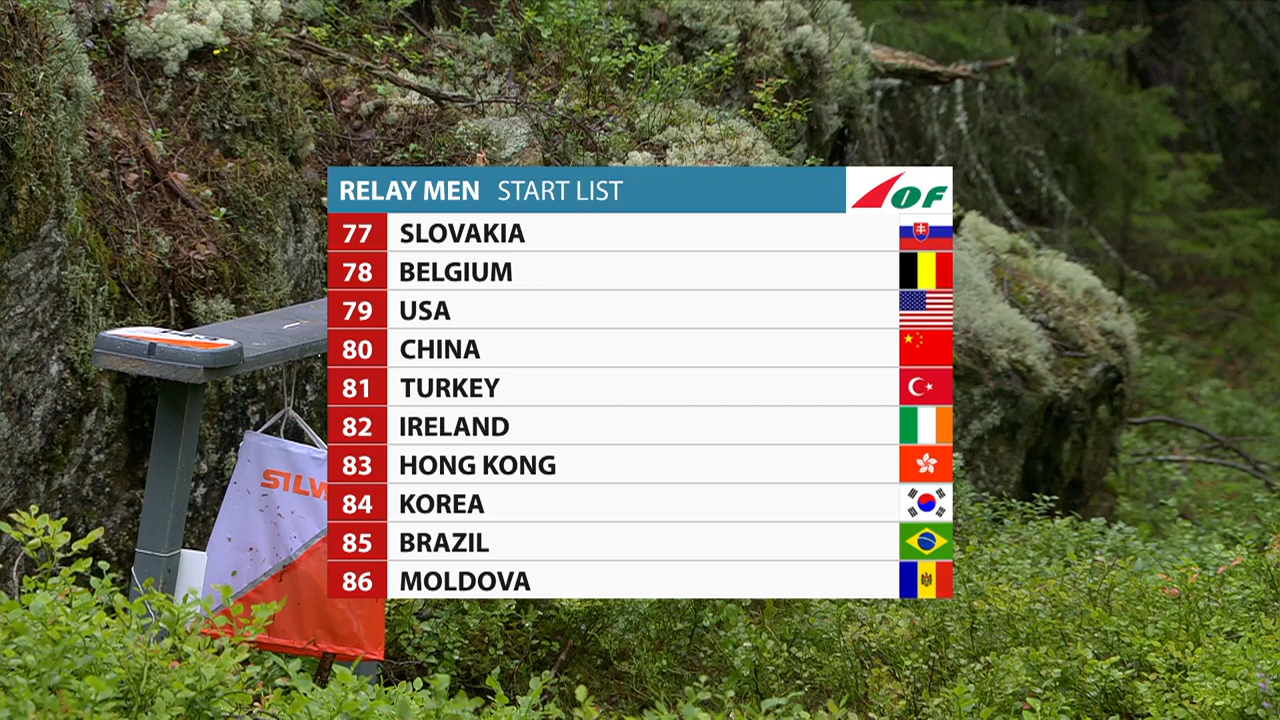 RELAY MEN START LIST
IOF
77 SLOVAKIA
78 BELGIUM
79 USA
80 CHINA
81 TURKEY
82 IRELAND
83 HONG KONG
84 KOREA
85 BRAZIL
86 MOLDOVA